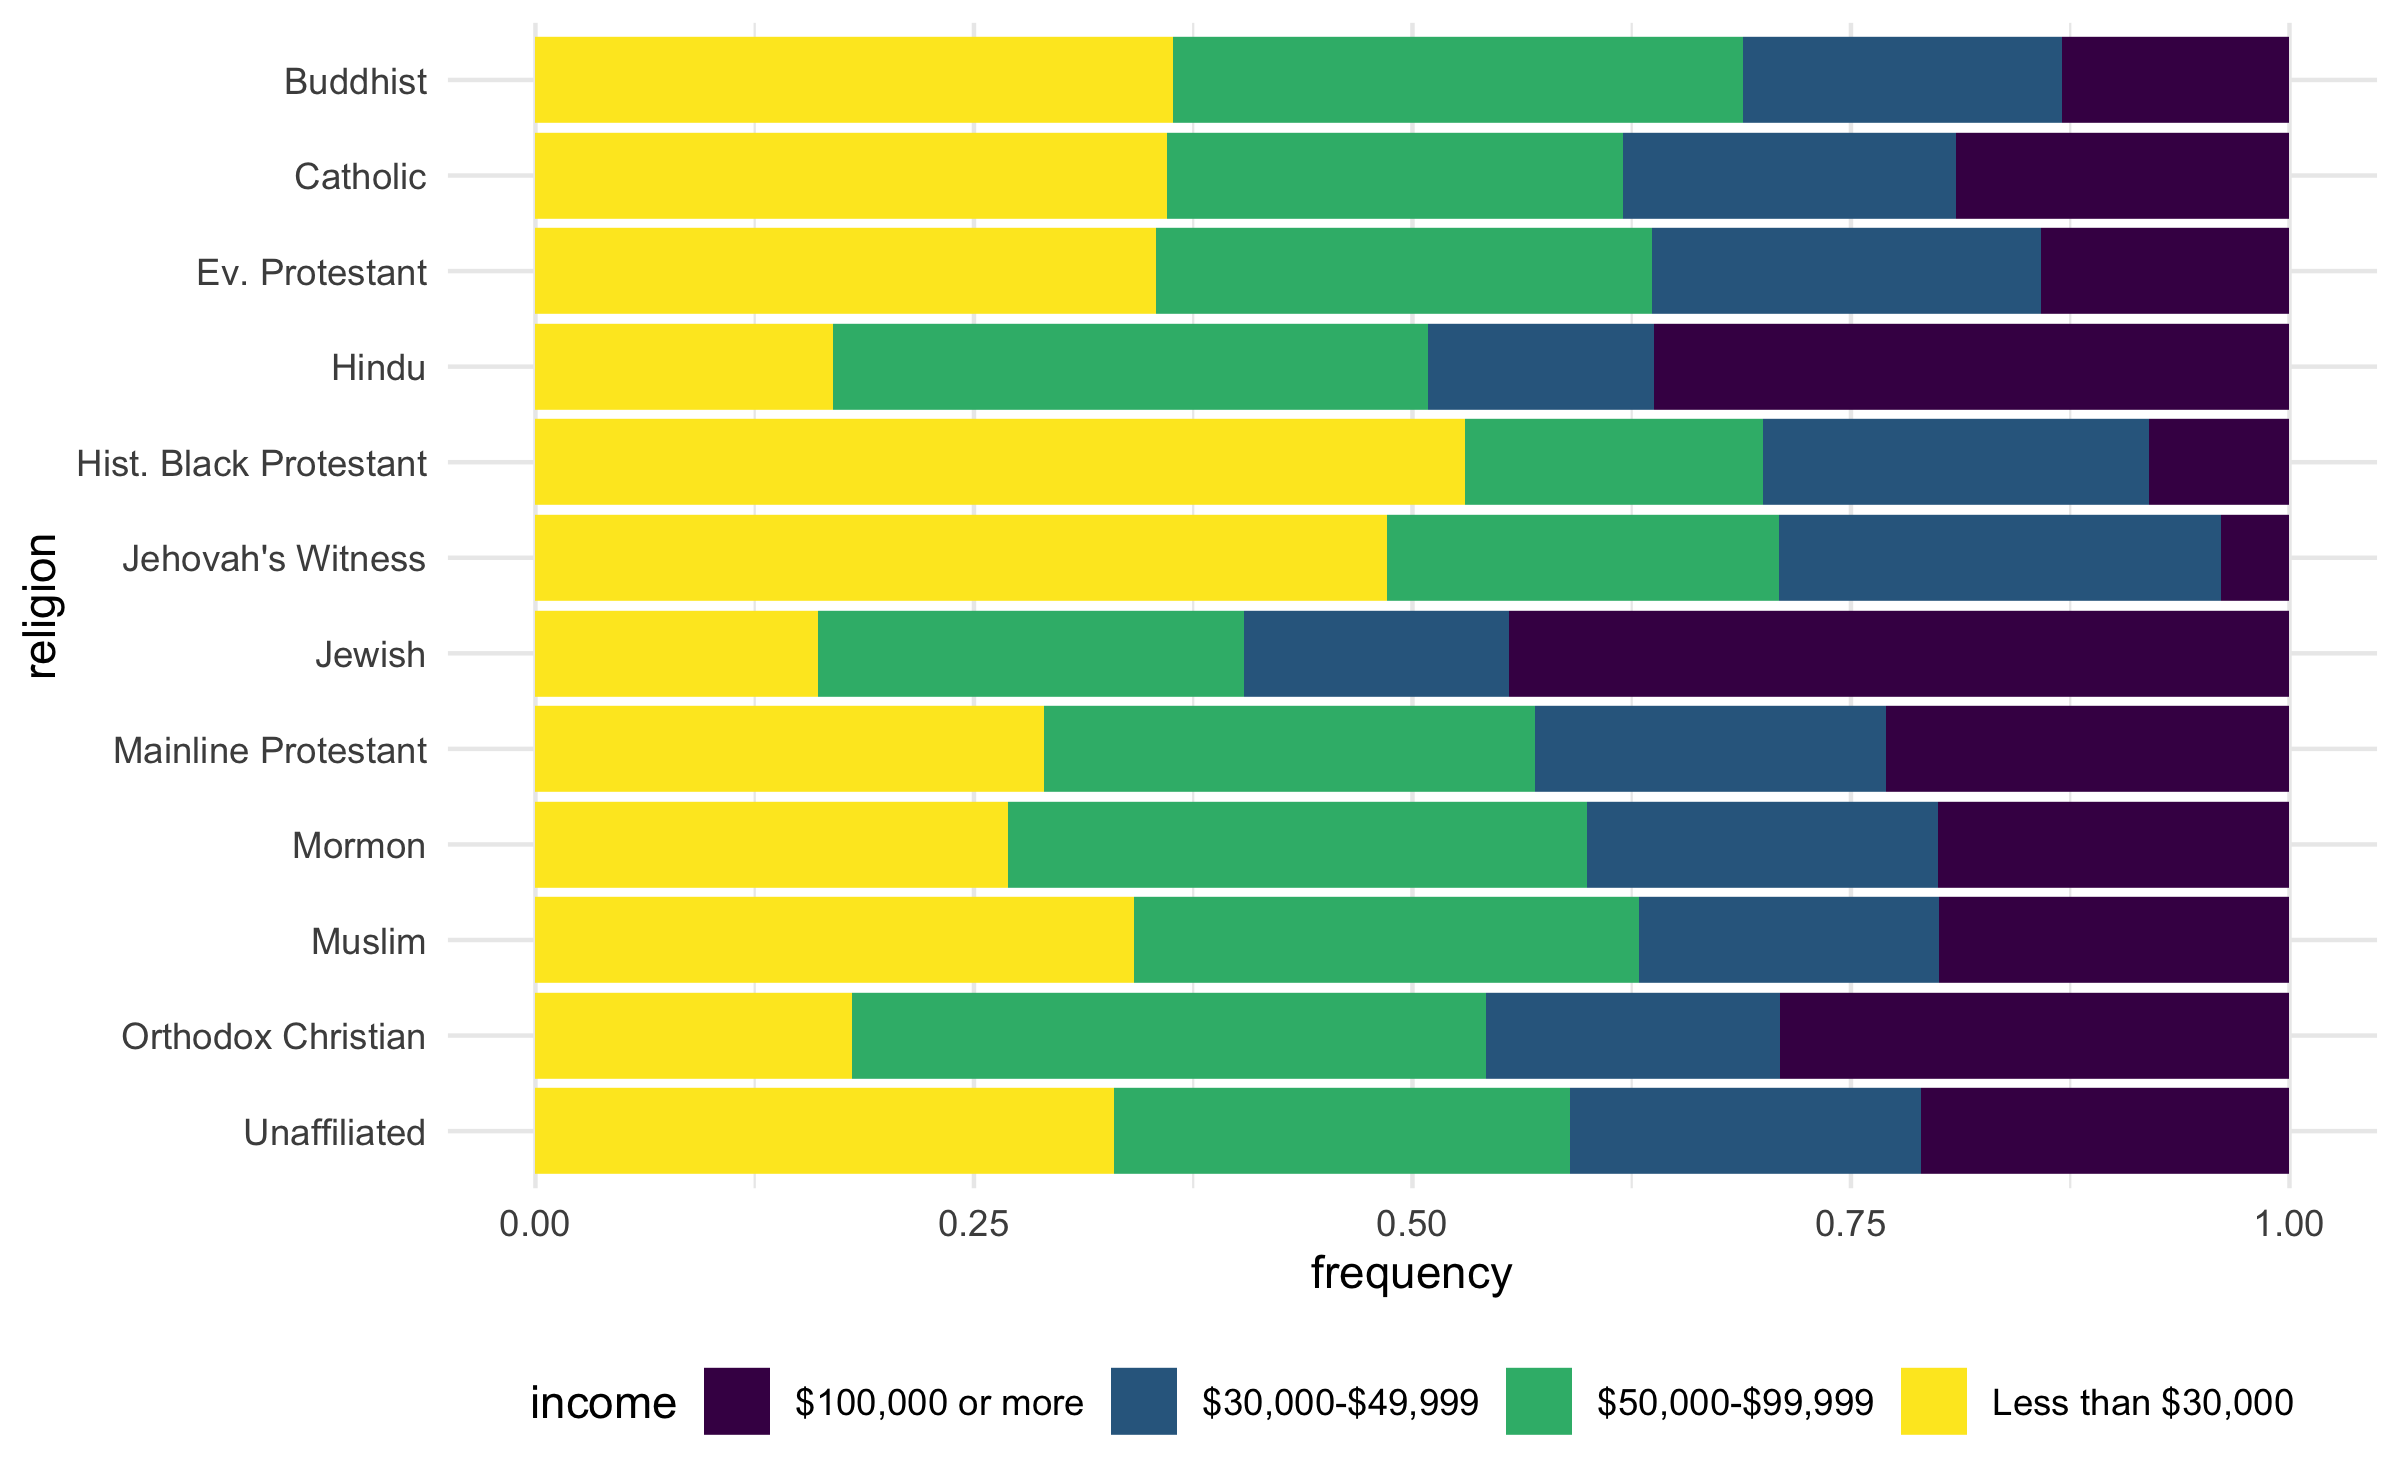 Buddhist
Catholic
Ev. Protestant
Hindu
Hist. Black Protestant
Jehovah's Witness
Jewish
Mainline Protestant
Mormon
Muslim
Orthodox Christian
Unaffiliated
religion
0.00 0.25 0.50 0.75 1.00
frequency
income $100,000 or more $30,000-$49,999 $50,000-$99,999 Less than $30,000